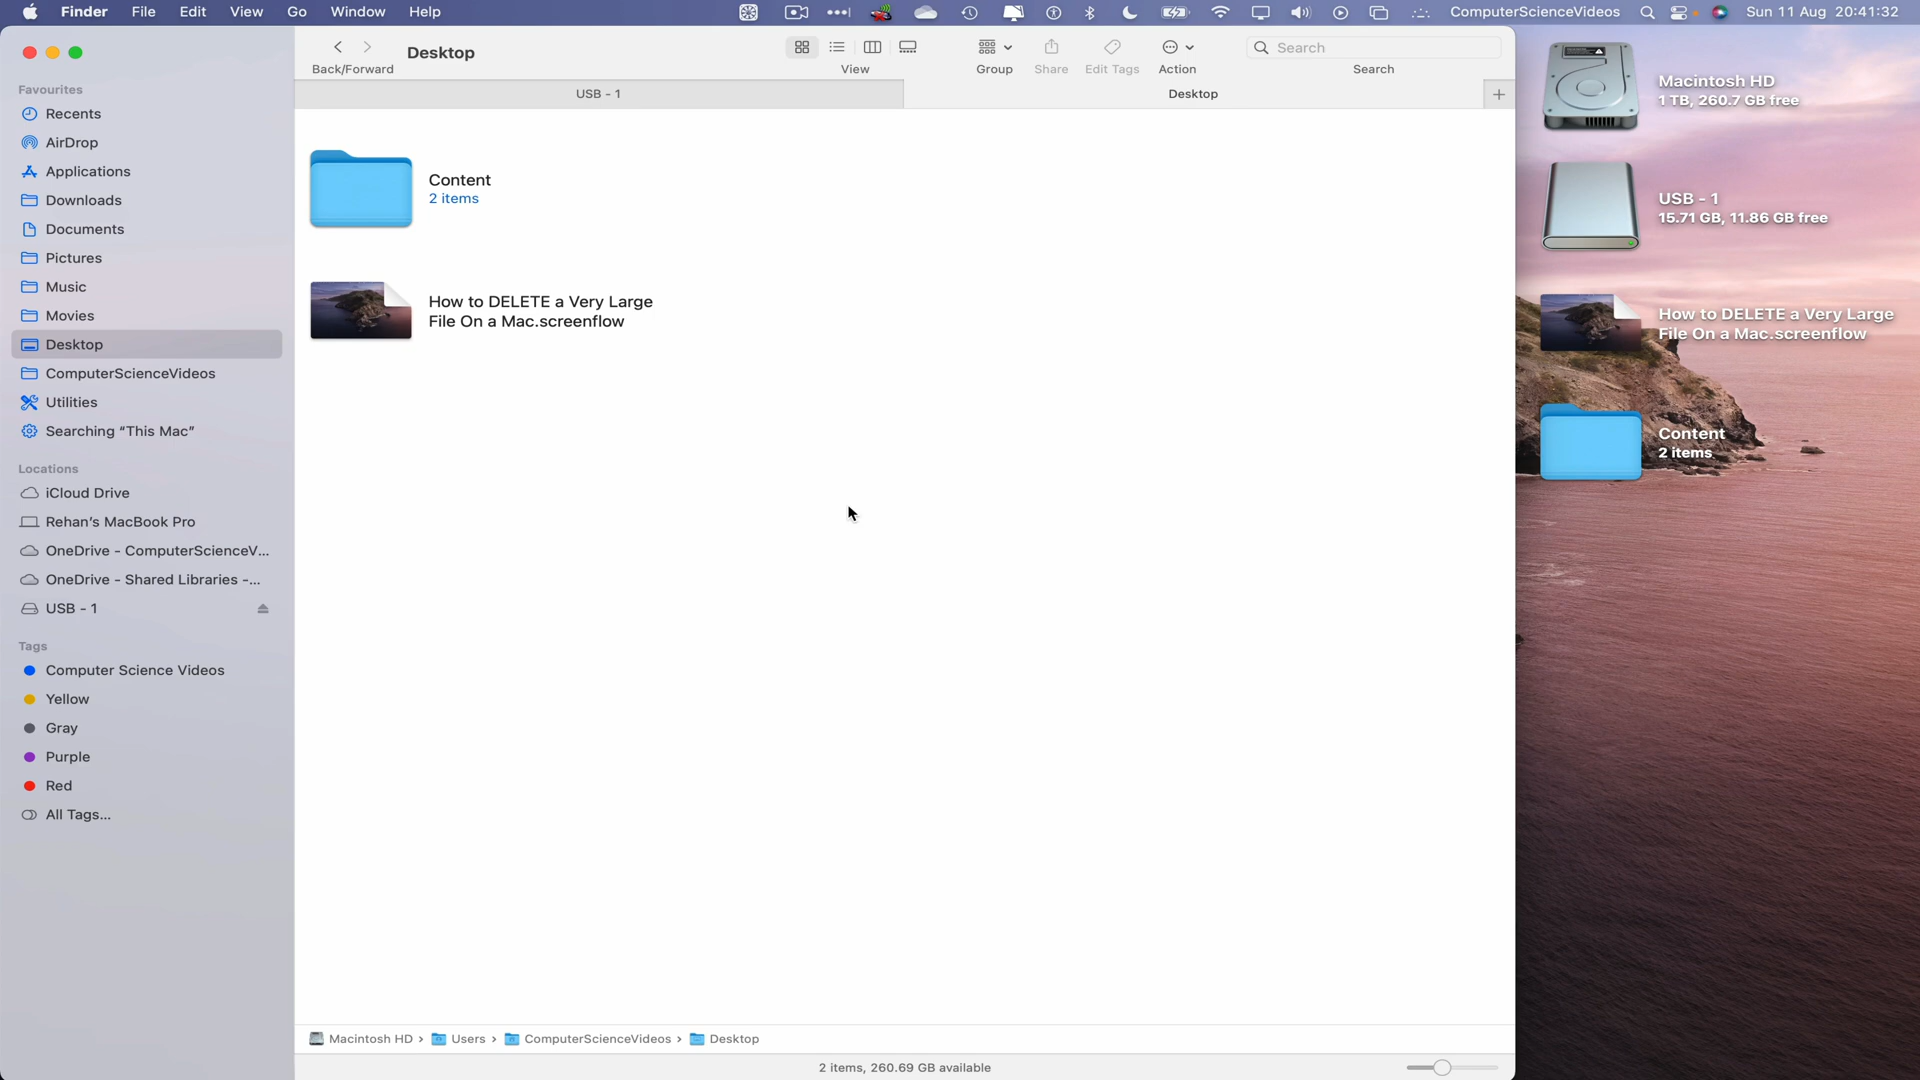 Finder File Edit View Go Window Help
ComputerScienceVideos Sun 11 Aug 20:41:32
Favourites
Recents
AirDrop
Applications
Downloads
Documents
Pictures
Music
Movies
Desktop
ComputerScienceVideos
Utilities
Searching “This Mac”
Locations
iCloud Drive
Rehan’s MacBook Pro
OneDrive - ComputerScienceV...
OneDrive - Shared Libraries -...
USB - 1
Tags
Computer Science Videos
Yellow
Gray
Purple
Red
All Tags...
Desktop
Back/Forward
View
Group
Share
Edit Tags
Action
Search
Search
USB - 1
Desktop
Content
2 items
How to DELETE a Very Large
File On a Mac.screenflow
Macintosh HD › Users › ComputerScienceVideos › Desktop
2 items, 260.69 GB available
Macintosh HD
1 TB, 260.7 GB free
USB - 1
15.71 GB, 11.86 GB free
How to DELETE a Very Large
File On a Mac.screenflow
Content
2 items